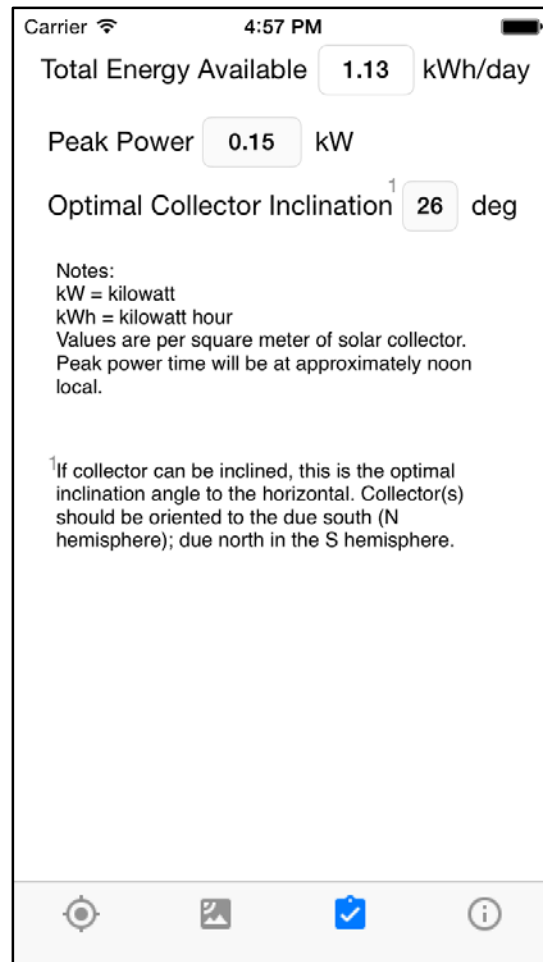 Carrier 4:57 PM
Total Energy Available 1.13 kWh/day
Peak Power 0.15 kW
Optimal Collector Inclination1 26 deg
Notes:
kW = kilowatt
kWh = kilowatt hour
Values are per square meter of solar collector.
Peak power time will be at approximately noon
local.
1If collector can be inclined, this is the optimal
inclination angle to the horizontal. Collector(s)
should be oriented to the due south (N
hemisphere); due north in the S hemisphere.